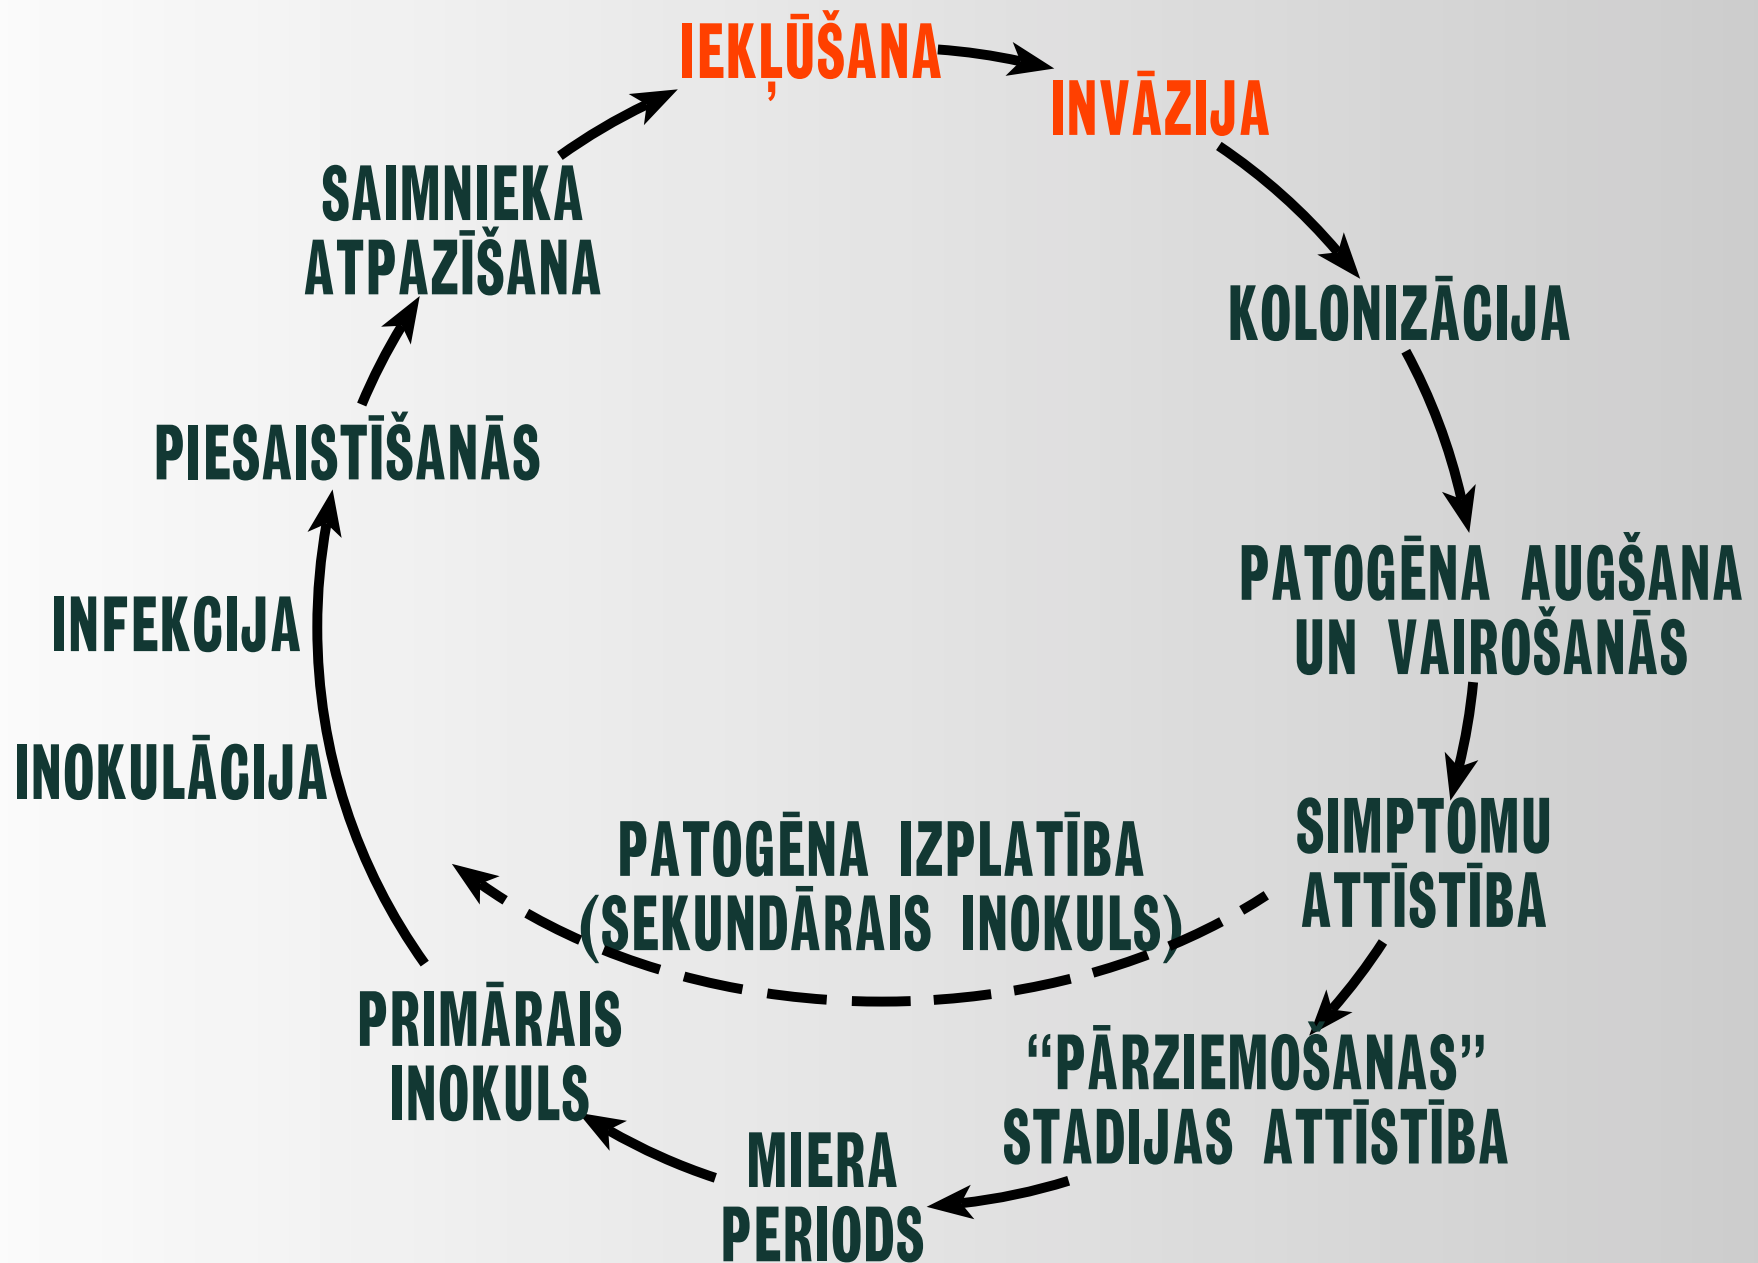 IEKĻŪŠANA
INVĀZIJA
SAIMNIEKA
ATPAZĪŠANA
KOLONIZĀCIJA
PIESAISTĪŠANĀS
PATOGĒNA AUGŠANA
UN VAIROŠANĀS
INFEKCIJA
INOKULĀCIJA
SIMPTOMU
ATTĪSTĪBA
PATOGĒNA IZPLATĪBA
(SEKUNDĀRAIS INOKULS)
PRIMĀRAIS
INOKULS
“PĀRZIEMOŠANAS”
STADIJAS ATTĪSTĪBA
MIERA
PERIODS